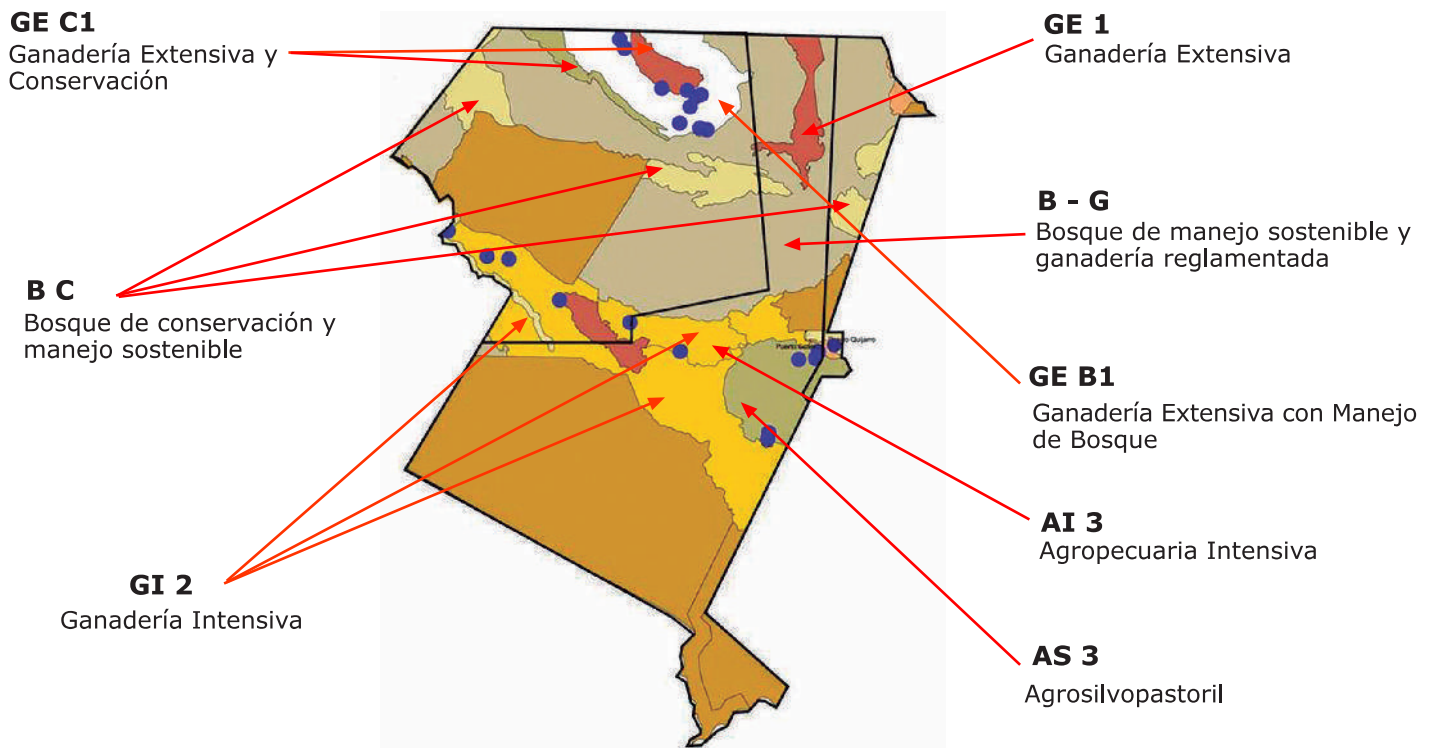 GE C1
Ganadería Extensiva y
Conservación
B C
Bosque de conservación y
manejo sostenible
GI 2
Ganadería Intensiva
GE 1
Ganadería Extensiva
B - G
Bosque de manejo sostenible y
ganadería reglamentada
GE B1
Ganadería Extensiva con Manejo
de Bosque
AI 3
Agropecuaria Intensiva
AS 3
Agrosilvopastoril
Puerto
Quijarro